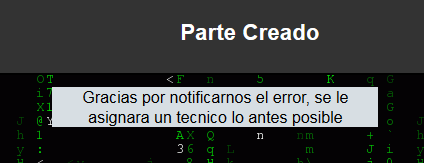 Parte Creado
Gracias por notificarnos el error, se le
asignara un tecnico lo antes posible